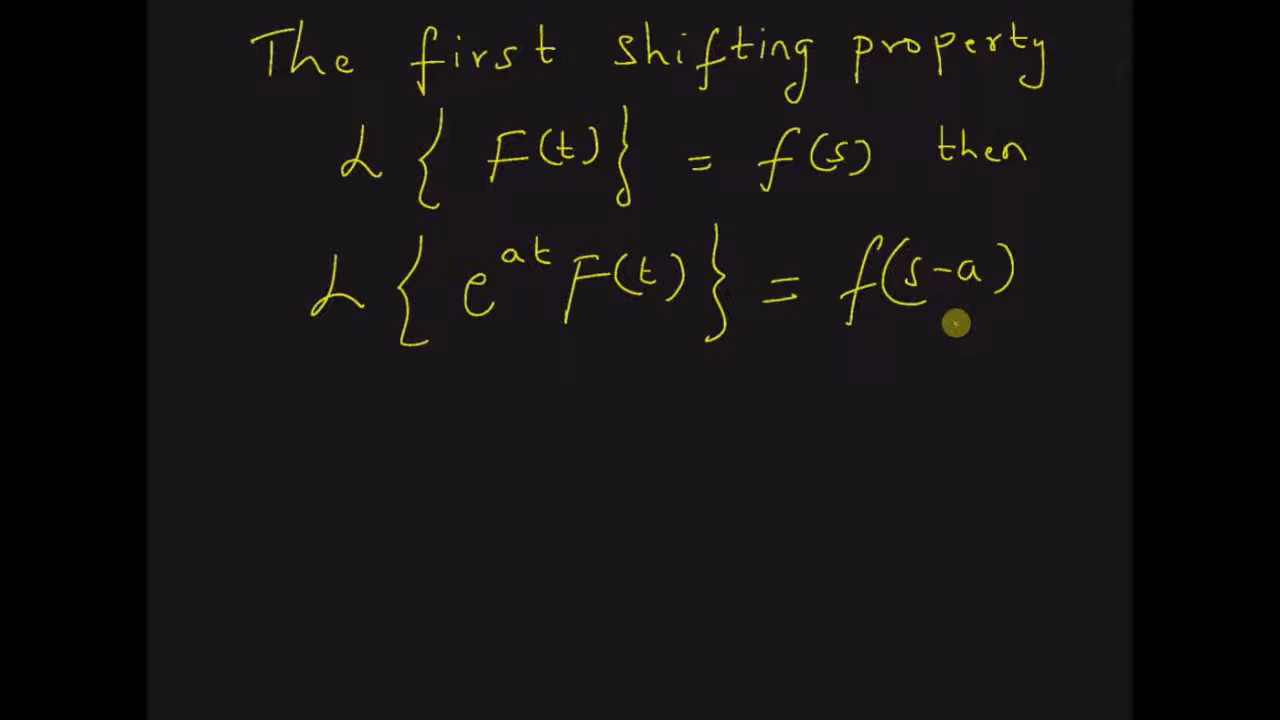 The first shifting property
ℒ { F(t) } = f(s) then
ℒ { e^{at} F(t) } = f(s-a)